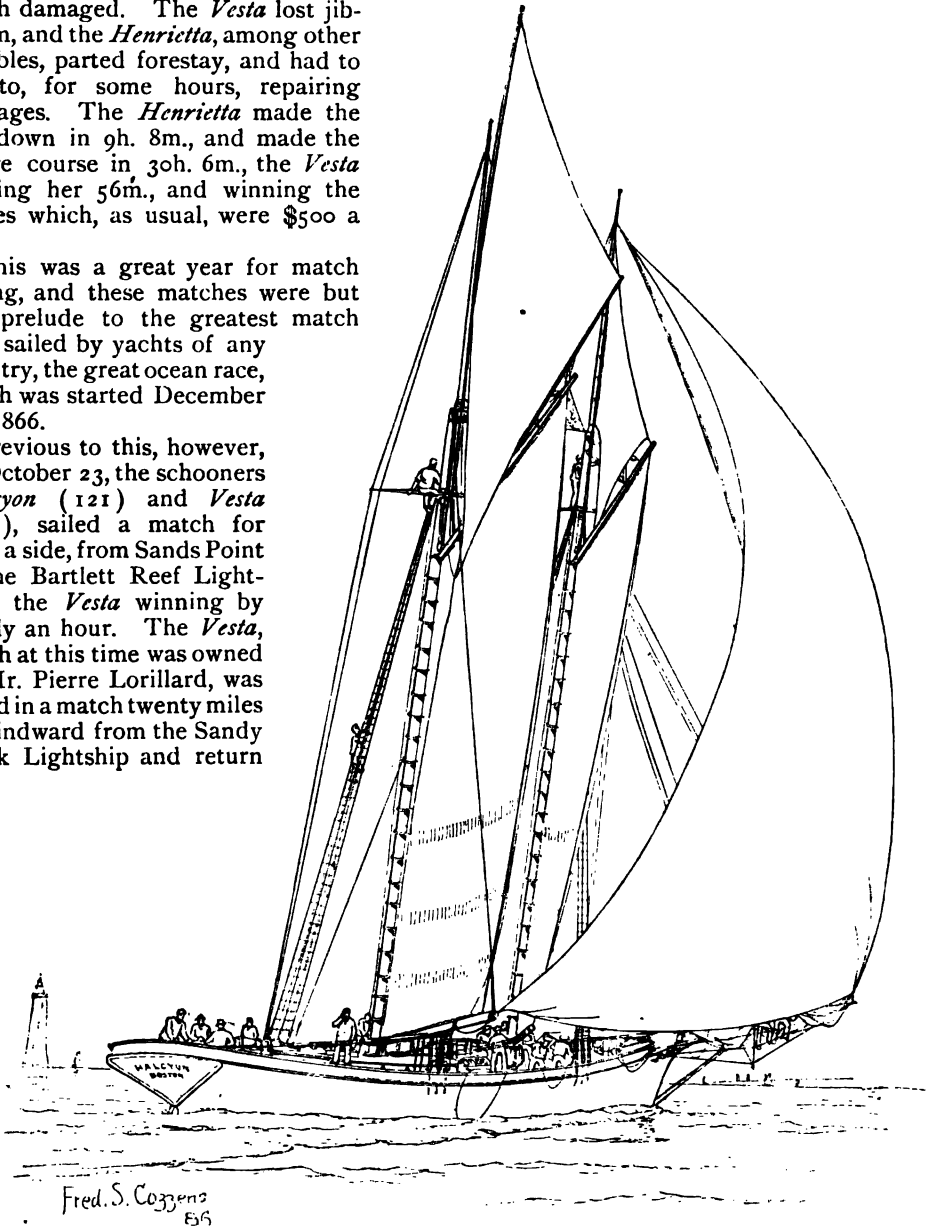 h damaged. The Vesta lost jib-
m, and the Henrietta, among other
bles, parted forestay, and had to
to, for some hours, repairing
ages. The Henrietta made the
down in 9h. 8m., and made the
e course in 30h. 6m., the Vesta
ing her 56m., and winning the
es which, as usual, were $500 a
his was a great year for match
ng, and these matches were but
prelude to the greatest match
sailed by yachts of any
try, the great ocean race,
h was started December
866.
revious to this, however,
October 23, the schooners
yon (121) and Vesta
), sailed a match for
a side, from Sands Point
he Bartlett Reef Light-
the Vesta winning by
ly an hour. The Vesta,
h at this time was owned
Mr. Pierre Lorillard, was
d in a match twenty miles
indward from the Sandy
k Lightship and return
HALCYON
BOSTON
Fred. S. Cozzens
86